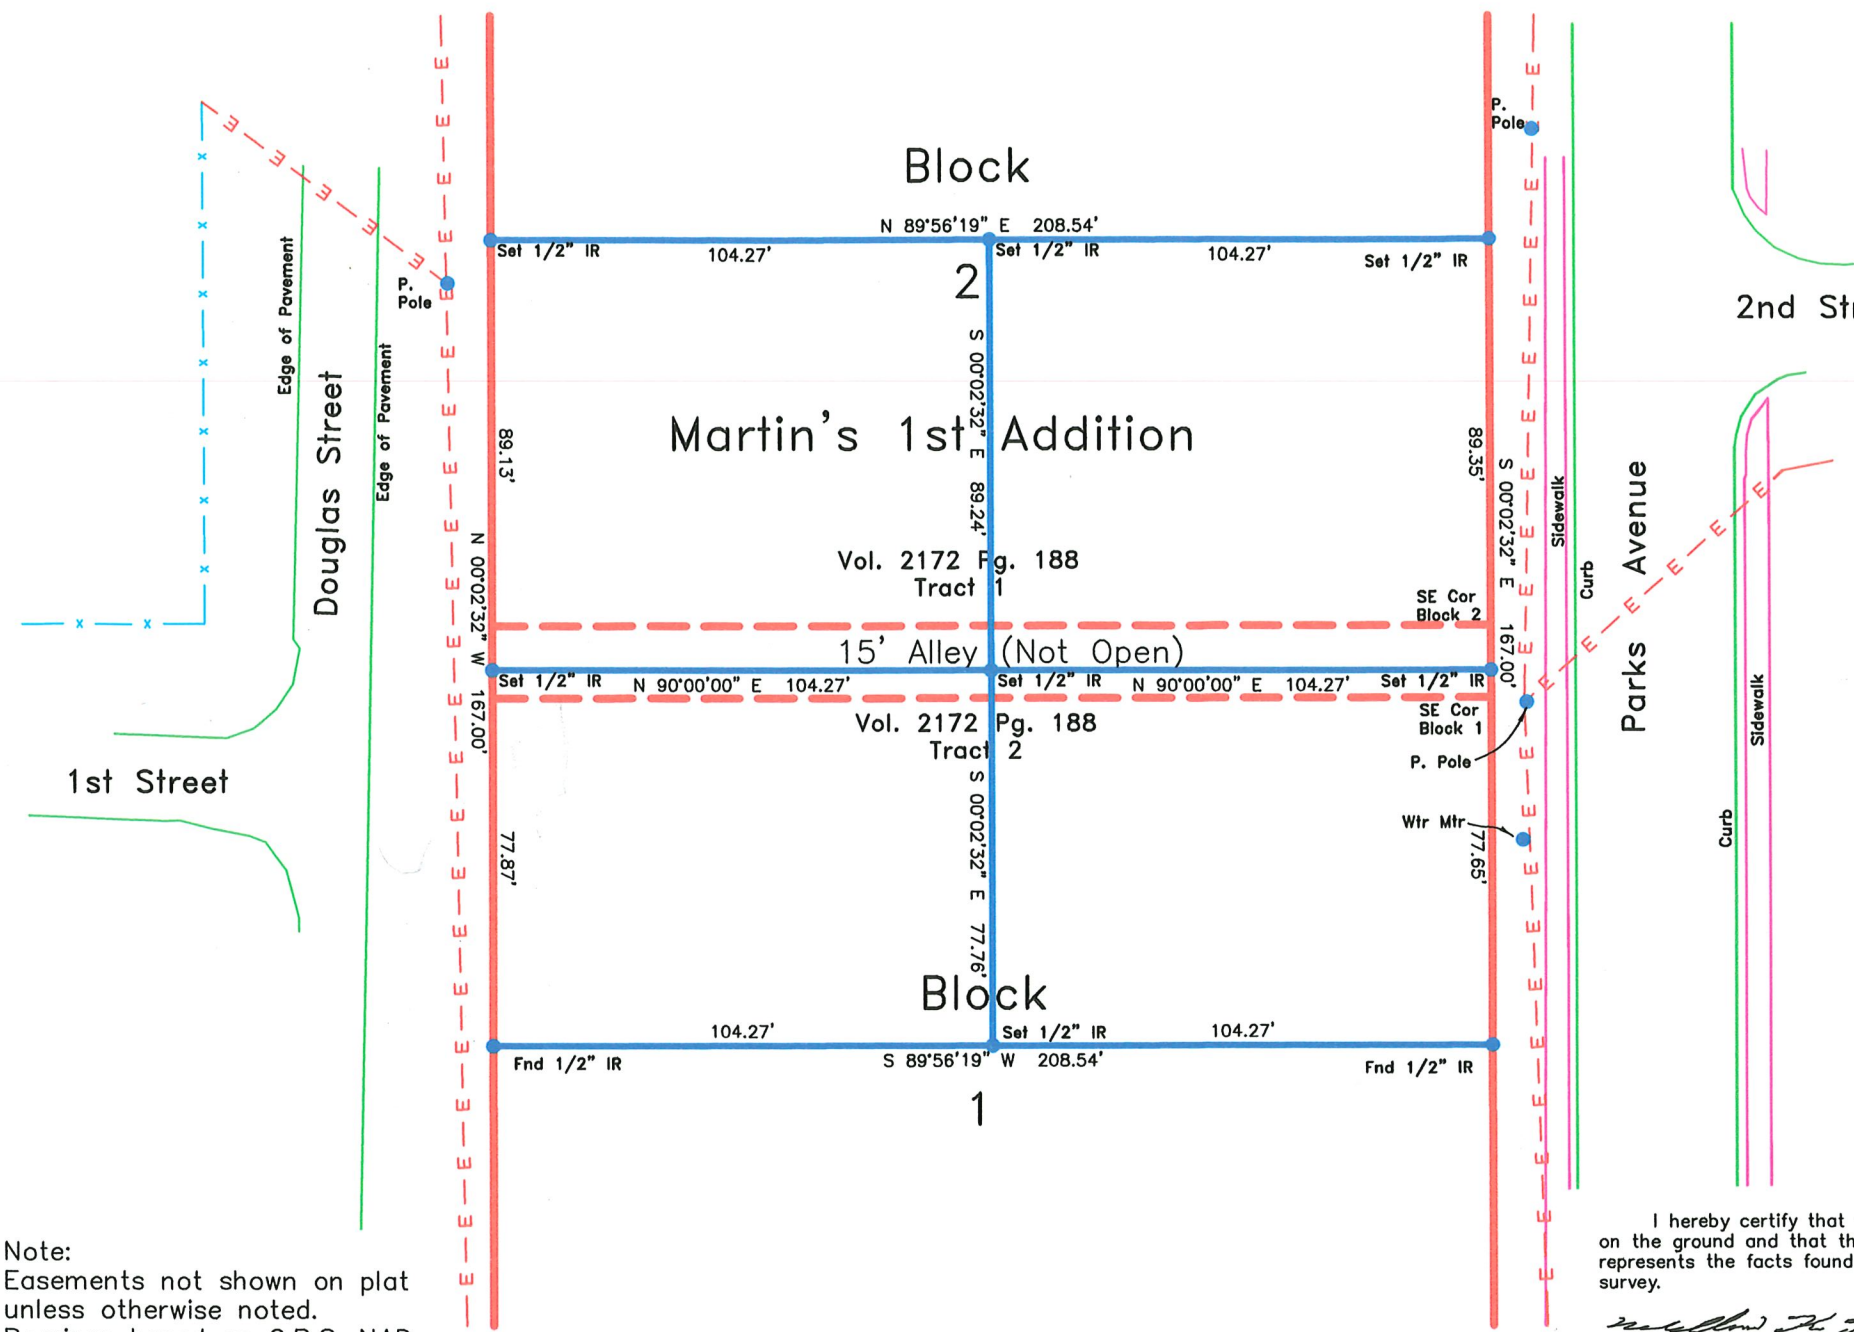 P.
Pole
Block
N 89°56'19" E 208.54'
Set 1/2" IR
104.27'
Set 1/2" IR
104.27'
Set 1/2" IR
2
P.
Pole
2nd
Edge of Pavement
Edge of Pavement
Douglas Street
S 00°02'32" E 89.24'
Martin's 1st Addition
89.13'
89.35'
N 00°02'32" W 167.00'
S 00°02'32" E 167.00'
Sidewalk
Curb
Parks Avenue
Vol. 2172 Pg. 188
Tract 1
SE Cor
Block 2
15' Alley (Not Open)
Set 1/2" IR
N 90°00'00" E 104.27'
Set 1/2" IR
N 90°00'00" E 104.27'
Set 1/2" IR
SE Cor
Block 1
Vol. 2172 Pg. 188
Tract 2
P. Pole
Sidewalk
1st Street
S 00°02'32" E 77.76'
Wtr Mtr
77.87'
77.65'
Curb
Block
104.27'
Set 1/2" IR
104.27'
Fnd 1/2" IR
S 89°56'19" W 208.54'
Fnd 1/2" IR
1
Note:
Easements not shown on plat
unless otherwise noted.
I hereby certify that
on the ground and that
represents the facts found
survey.
E E E E E